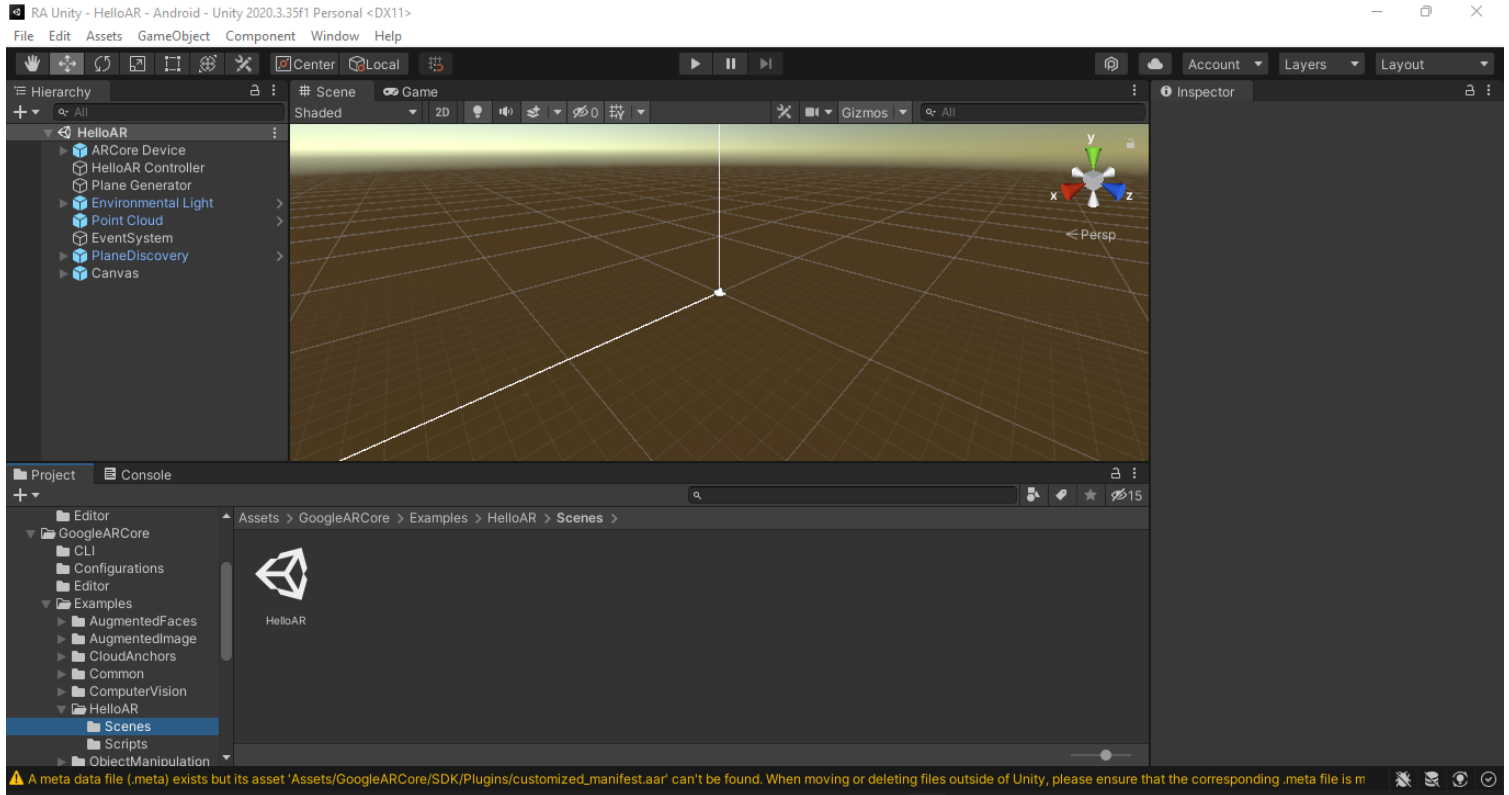 RA Unity - HelloAR - Android - Unity 2020.3.35f1 Personal <DX11>
File Edit Assets GameObject Component Window Help
Center Local Account Layers Layout
Hierarchy
All
HelloAR
ARCore Device
HelloAR Controller
Plane Generator
Environmental Light
Point Cloud
EventSystem
PlaneDiscovery
Canvas
Scene Game
Shaded 2D 0 Gizmos All
y
x z
Persp
Inspector
Project Console
15
Editor
GoogleARCore
CLI
Configurations
Editor
Examples
AugmentedFaces
AugmentedImage
CloudAnchors
Common
ComputerVision
HelloAR
Scenes
Scripts
ObjectManipulation
Assets > GoogleARCore > Examples > HelloAR > Scenes >
HelloAR
A meta data file (.meta) exists but its asset 'Assets/GoogleARCore/SDK/Plugins/customized_manifest.aar' can't be found. When moving or deleting files outside of Unity, please ensure that the corresponding .meta file is m